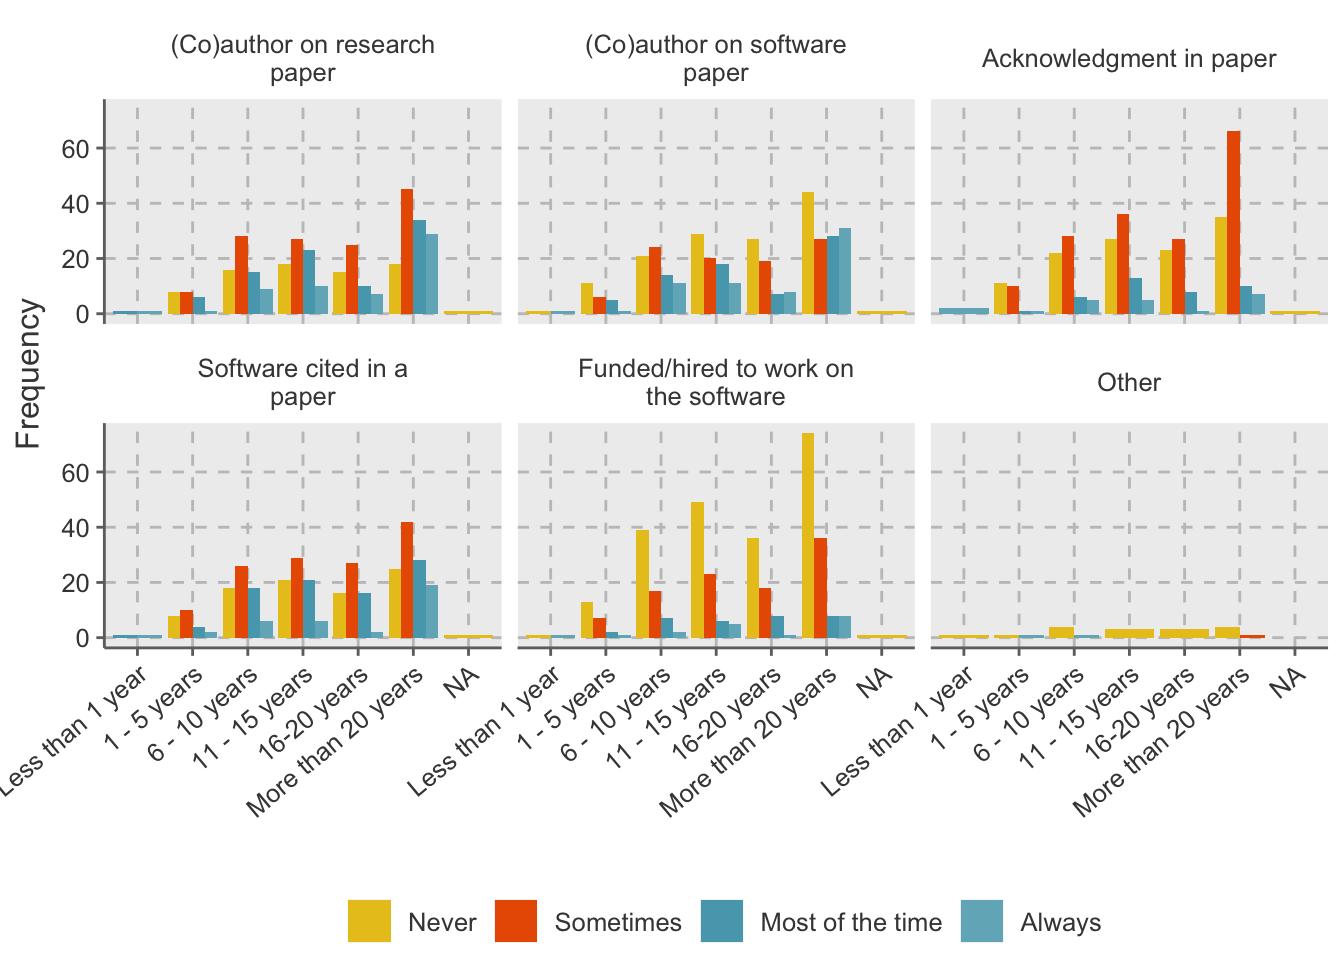 (Co)author on research
paper
(Co)author on software
paper
Acknowledgment in paper
60
40
20
0
Software cited in a
paper
Funded/hired to work on
the software
Other
60
40
20
0
Frequency
Less than 1 year
1 - 5 years
6 - 10 years
11 - 15 years
16-20 years
More than 20 years
NA
Less than 1 year
1 - 5 years
6 - 10 years
11 - 15 years
16-20 years
More than 20 years
NA
Less than 1 year
1 - 5 years
6 - 10 years
11 - 15 years
16-20 years
More than 20 years
NA
Never
Sometimes
Most of the time
Always